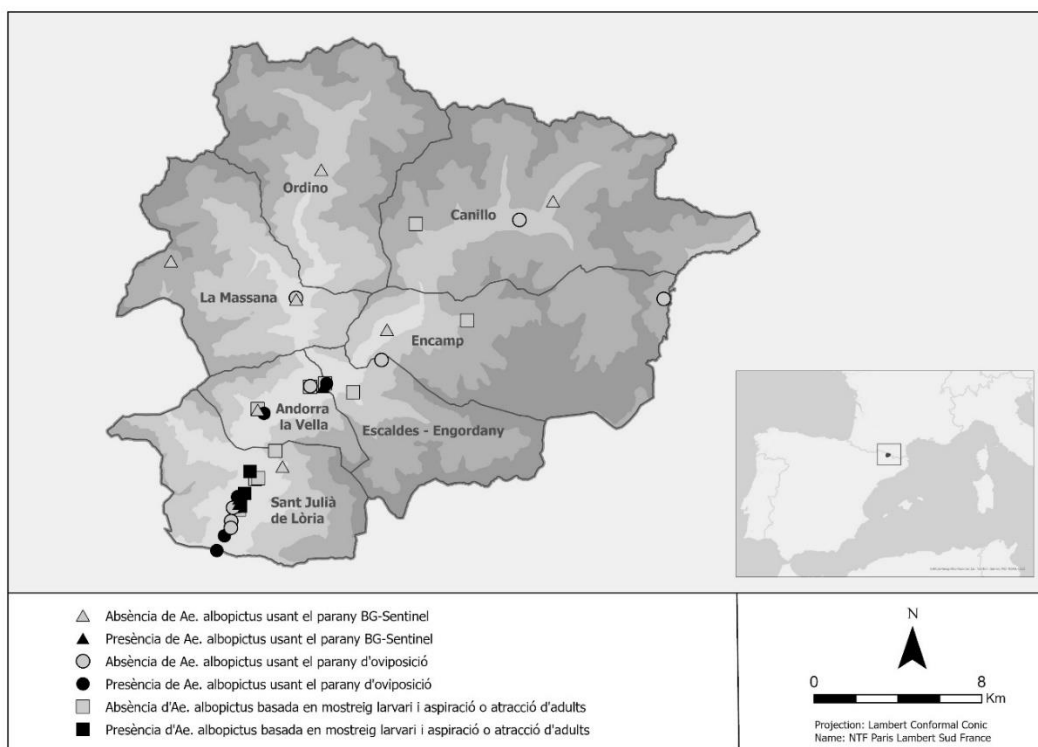 Ordino
Canillo
La Massana
Encamp
Andorra
la Vella
Escaldes - Engordany
Sant Julià
de Lòria
Absència de Ae. albopictus usant el parany BG-Sentinel
Presència de Ae. albopictus usant el parany BG-Sentinel
Absència de Ae. albopictus usant el parany d'oviposició
Presència de Ae. albopictus usant el parany d'oviposició
Absència d'Ae. albopictus basada en mostreig larvari i aspiració o atracció d'adults
Presència d'Ae. albopictus basada en mostreig larvari i aspiració o atracció d'adults
N
0 8
Km
Projection: Lambert Conformal Conic
Name: NTF Paris Lambert Sud France